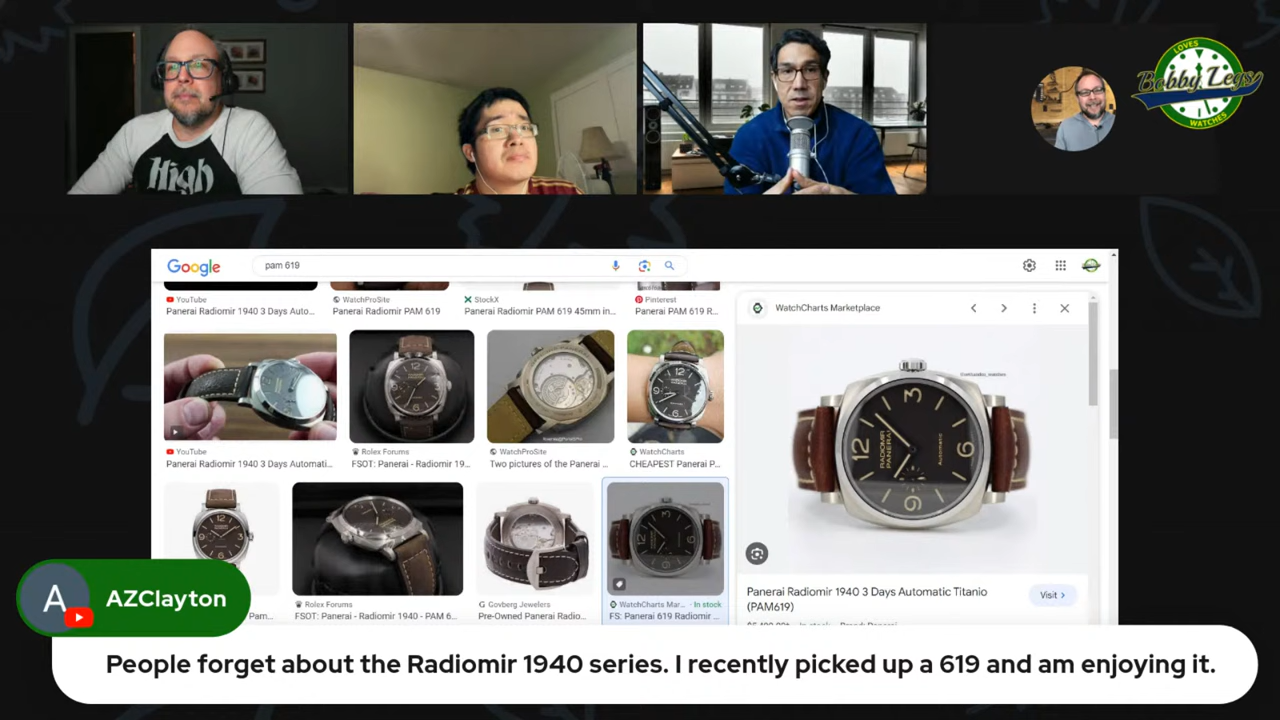 High
LOVES
Bobby Legs
WATCHES
Google
pam 619
YouTube
Panerai Radiomir 1940 3 Days Auto...
WatchProSite
Panerai Radiomir PAM 619
StockX
Panerai Radiomir PAM 619 45mm in...
Pinterest
Panerai PAM 619 R...
YouTube
Panerai Radiomir 1940 3 Days Automati...
Rolex Forums
FSOT: Panerai - Radiomir 19...
WatchProSite
Two pictures of the Panerai ...
WatchCharts
CHEAPEST Panerai P...
Pam...
Rolex Forums
FSOT: Panerai - Radiomir 1940 - PAM 6...
G Govberg Jewelers
Pre-Owned Panerai Radio...
WatchCharts Mar... · In stock
FS: Panerai 619 Radiomir ...
WatchCharts Marketplace
12
3
6
9
RADIOMIR
PANERAI
Automatic
Panerai Radiomir 1940 3 Days Automatic Titanio
(PAM619)
Visit
A
AZClayton
People forget about the Radiomir 1940 series. I recently picked up a 619 and am enjoying it.